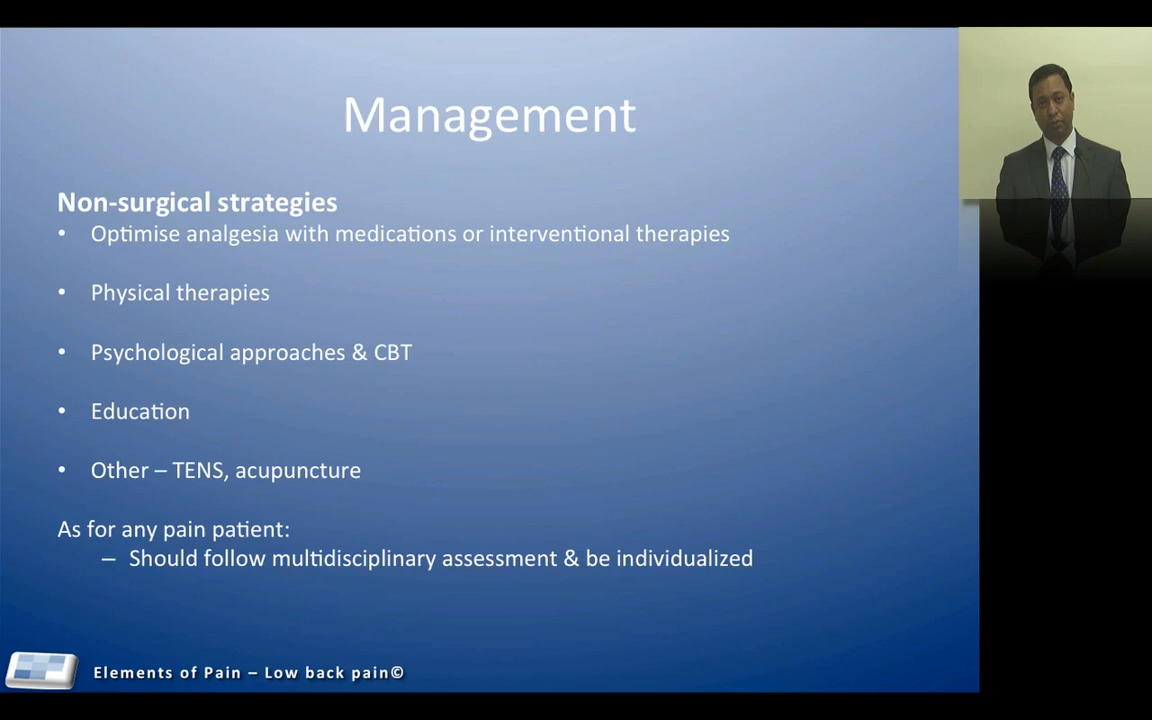 Management
Non-surgical strategies
• Optimise analgesia with medications or interventional therapies
• Physical therapies
• Psychological approaches & CBT
• Education
• Other – TENS, acupuncture
As for any pain patient:
– Should follow multidisciplinary assessment & be individualized
Elements of Pain – Low back pain©